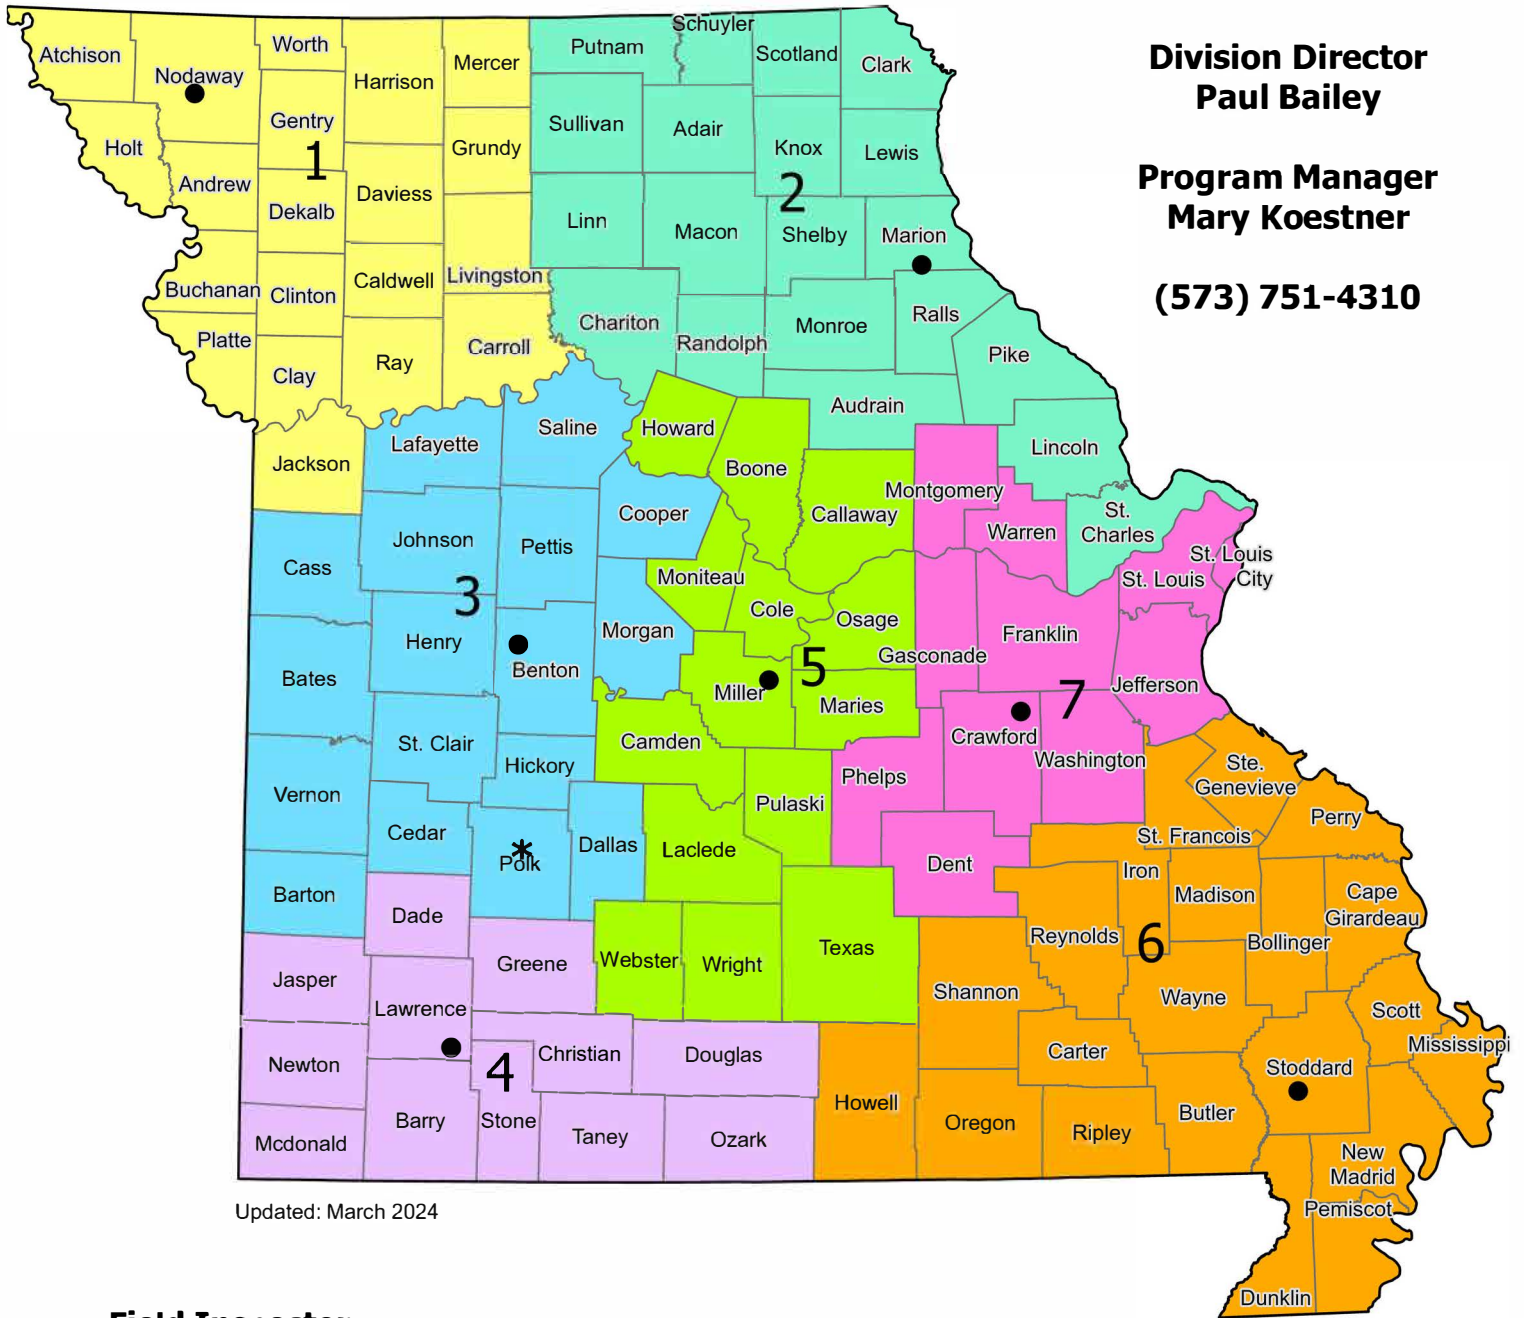 Division Director
Paul Bailey
Program Manager
Mary Koestner
(573) 751-4310
Atchison
Nodaway
Worth
Harrison
Mercer
Putnam
Schuyler
Scotland
Clark
Holt
Gentry
Grundy
Sullivan
Adair
Knox
Lewis
1
Andrew
Dekalb
Daviess
2
Linn
Macon
Shelby
Marion
Buchanan
Clinton
Caldwell
Livingston
Chariton
Randolph
Monroe
Ralls
Platte
Clay
Ray
Carroll
Pike
Audrain
Jackson
Lafayette
Saline
Howard
Boone
Lincoln
Cooper
Callaway
Montgomery
Warren
St.
Charles
Cass
Johnson
Pettis
Moniteau
St. Louis
St. Louis
City
3
Cole
Osage
Bates
Henry
Benton
Morgan
Franklin
5
Gasconade
Miller
Maries
7
Jefferson
St. Clair
Camden
Crawford
Washington
Hickory
Vernon
Phelps
Pulaski
Ste.
Genevieve
Perry
Cedar
*
Polk
Dallas
Laclede
Dent
St. Francois
Iron
Madison
Cape
Girardeau
Barton
Dade
Reynolds
6
Bollinger
Jasper
Greene
Webster
Wright
Texas
Shannon
Wayne
Scott
Lawrence
Newton
4
Christian
Douglas
Carter
Stoddard
Mississippi
Howell
Mcdonald
Barry
Stone
Taney
Ozark
Oregon
Ripley
Butler
New
Madrid
Pemiscot
Dunklin
Updated: March 2024